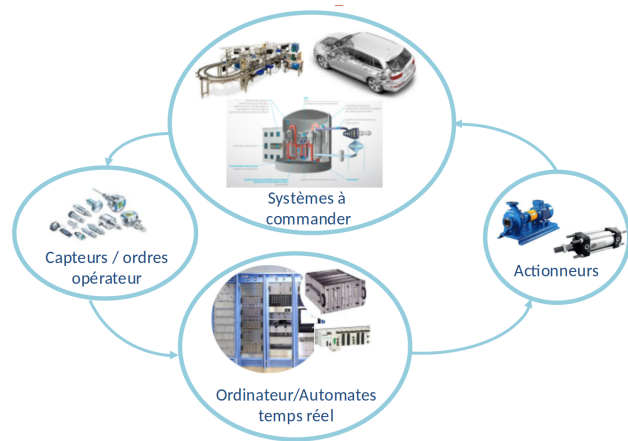 Systèmes à
commander
Capteurs / ordres
opérateur
Actionneurs
Ordinateur/Automates
temps réel